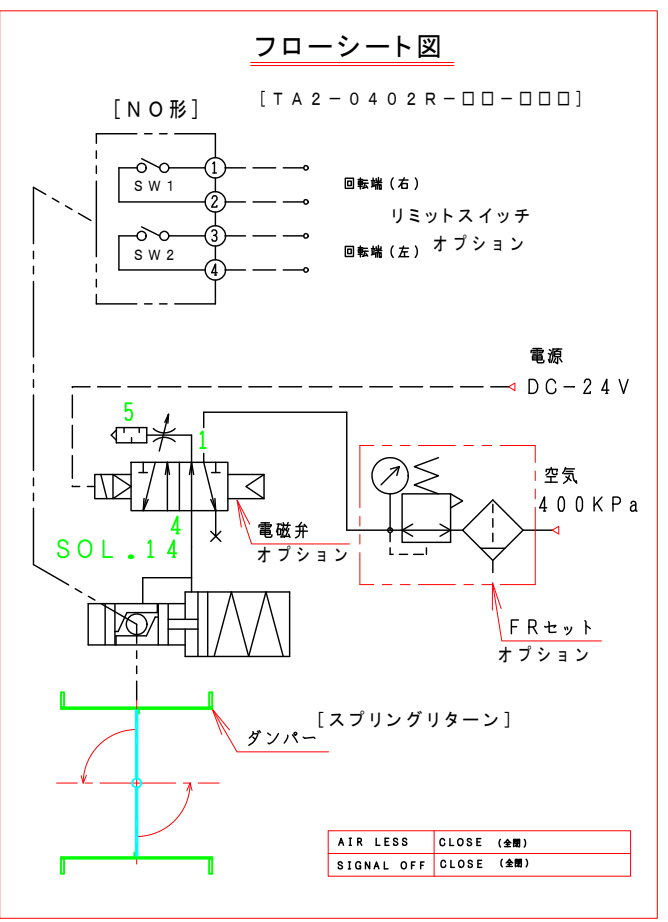 フローシート図
[NO形]
[TA2-0402R-□□-□□□]
1
SW1
2
回転端(右)
リミットスイッチ
オプション
3
SW2
4
回転端(左)
電源
DC-24V
5
1
空気
400KPa
4
SOL.14
電磁弁
オプション
FRセット
オプション
[スプリングリターン]
ダンパー
AIR LESS CLOSE (全閉)
SIGNAL OFF CLOSE (全閉)